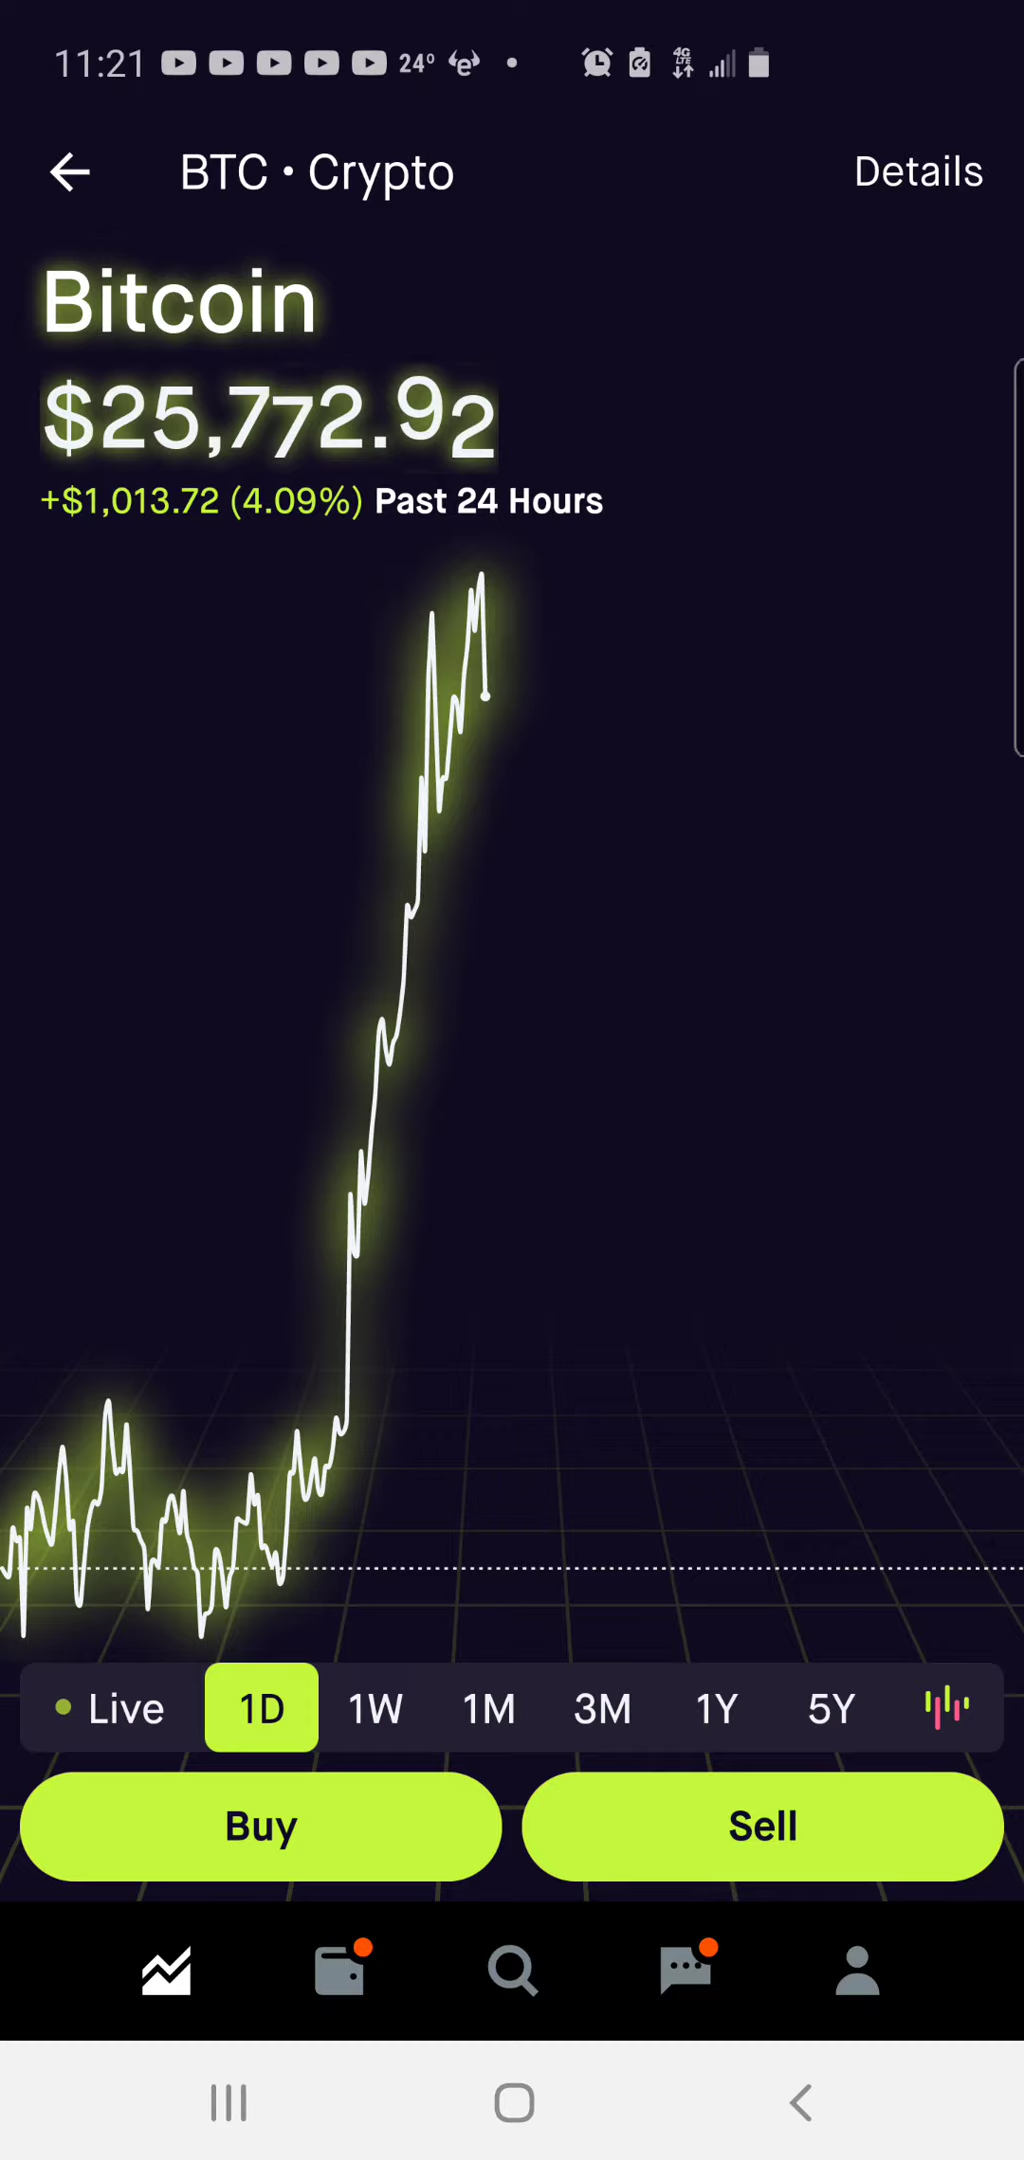 11:21 24° e
BTC • Crypto Details
Bitcoin
$25,772.92
+$1,013.72 (4.09%) Past 24 Hours
Live 1D 1W 1M 3M 1Y 5Y
Buy Sell